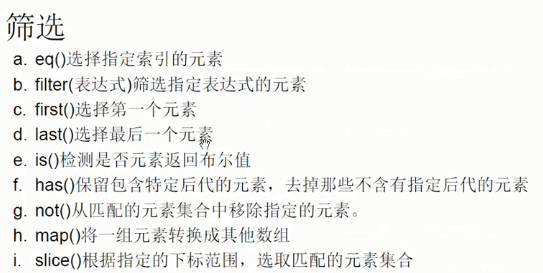 筛选
a. eq()选择指定索引的元素
b. filter(表达式)筛选指定表达式的元素
c. first()选择第一个元素
d. last()选择最后一个元素
e. is()检测是否元素返回布尔值
f. has()保留包含特定后代的元素，去掉那些不含有指定后代的元素
g. not()从匹配的元素集合中移除指定的元素。
h. map()将一组元素转换成其他数组
i. slice()根据指定的下标范围，选取匹配的元素集合